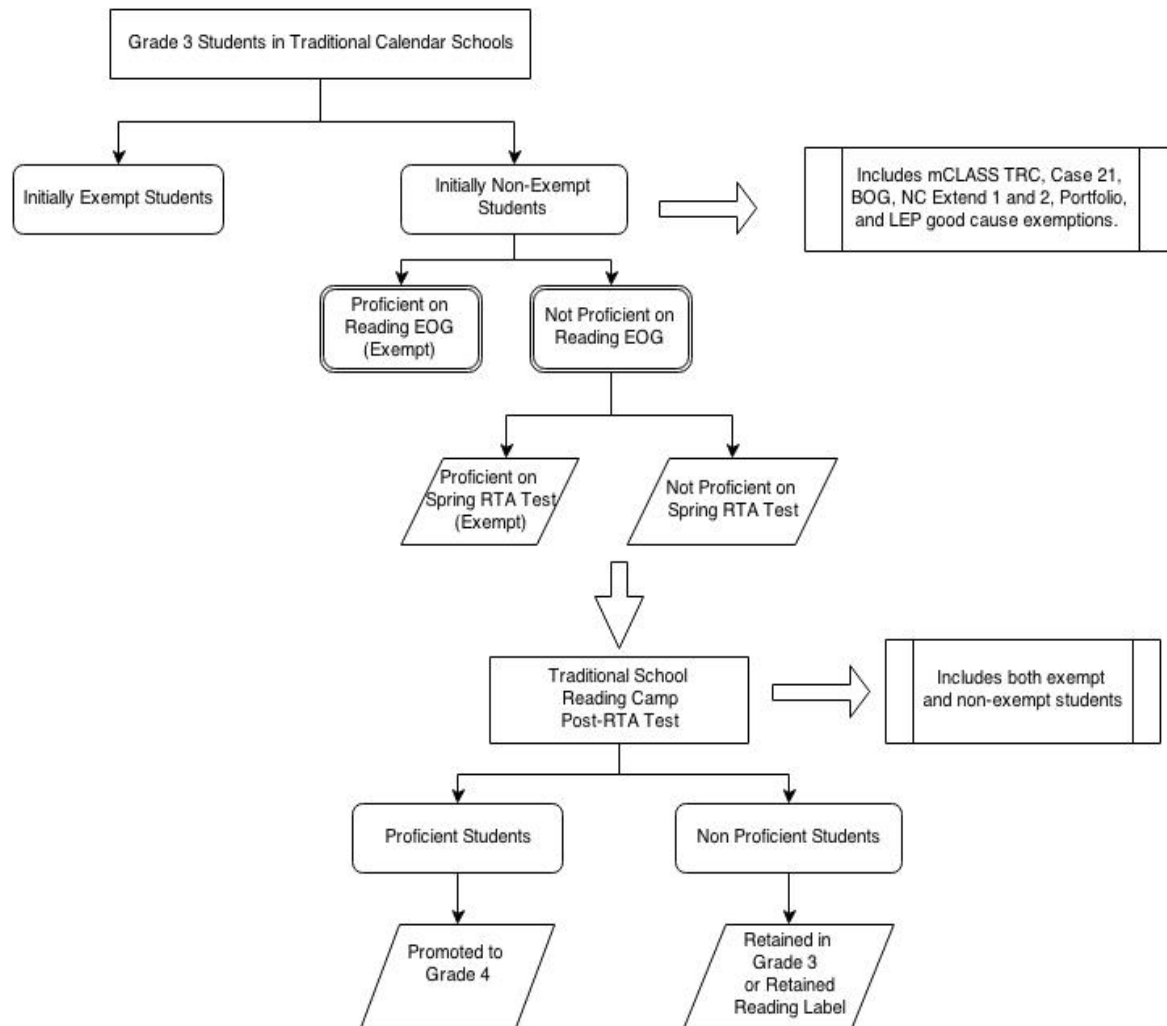 Grade 3 Students in Traditional Calendar Schools
Initially Exempt Students
Initially Non-Exempt
Students
Includes mCLASS TRC, Case 21,
BOG, NC Extend 1 and 2, Portfolio,
and LEP good cause exemptions.
Proficient on
Reading EOG
(Exempt)
Not Proficient on
Reading EOG
Proficient on
Spring RTA Test
(Exempt)
Not Proficient on
Spring RTA Test
Traditional School
Reading Camp
Post-RTA Test
Includes both exempt
and non-exempt students
Proficient Students
Non Proficient Students
Promoted to
Grade 4
Retained in
Grade 3
or Retained
Reading Label